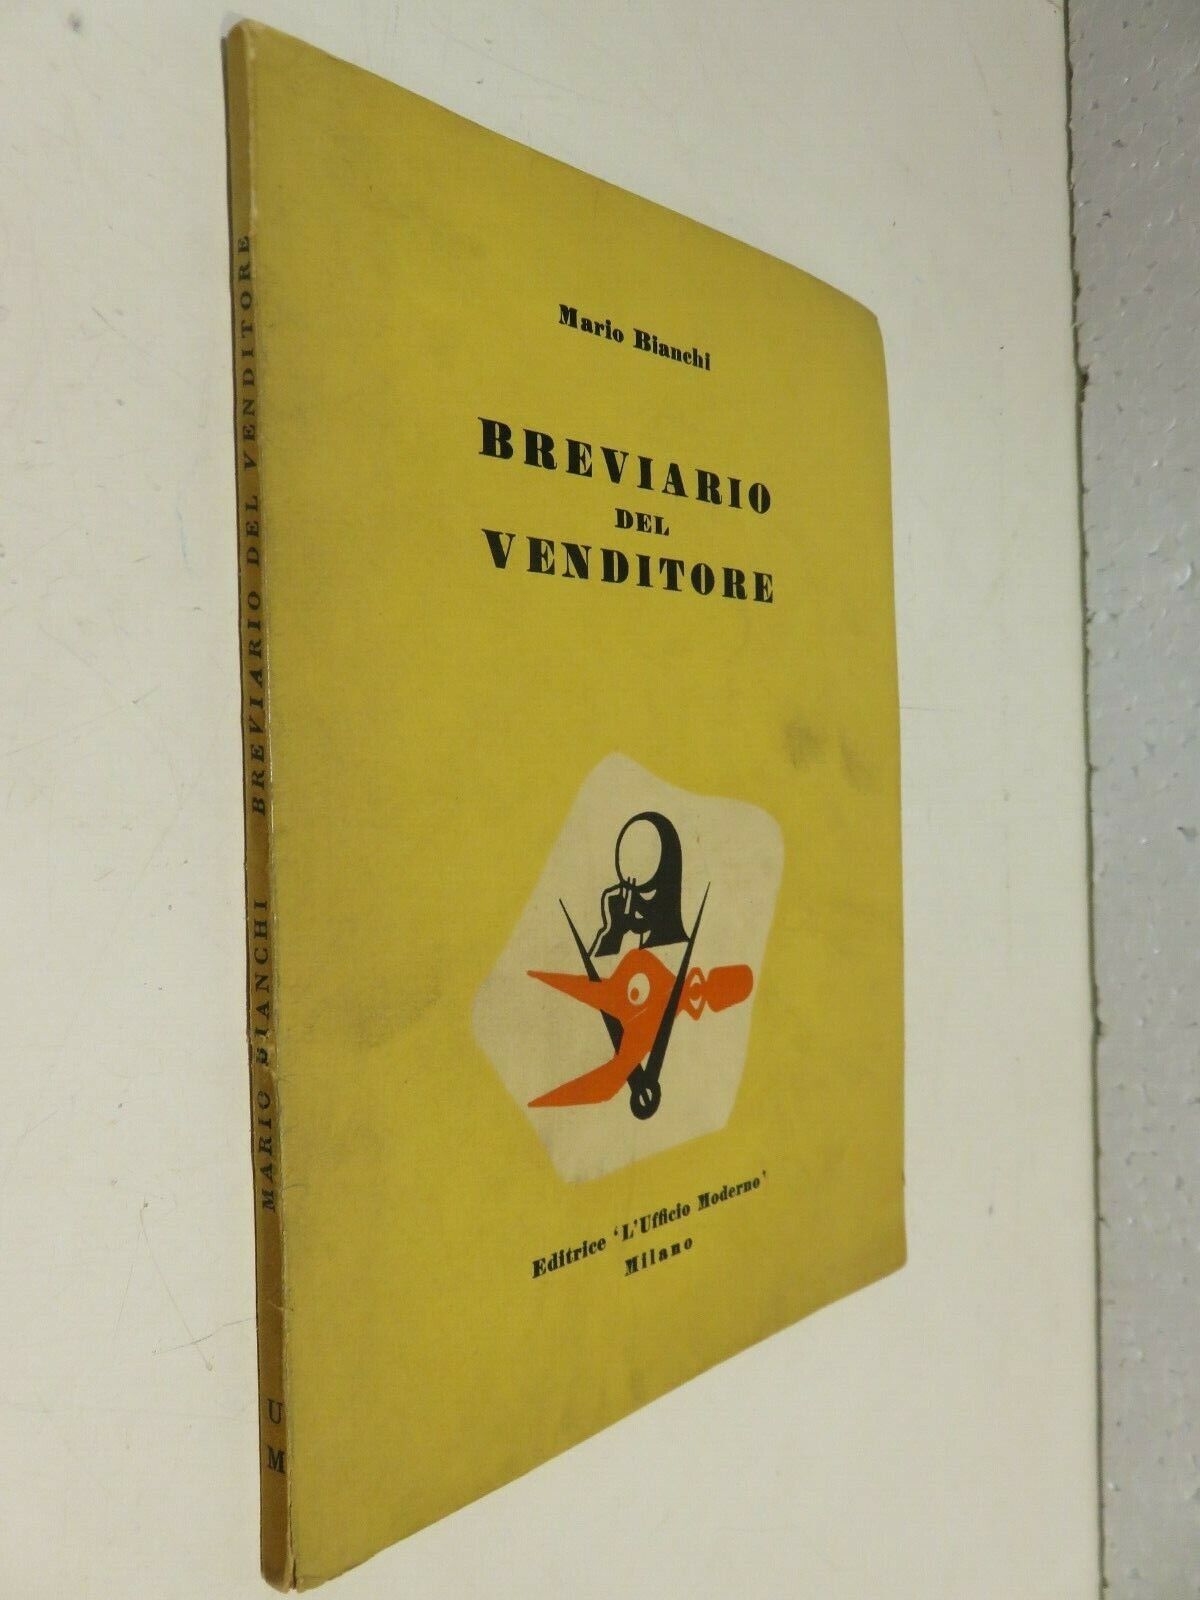 Mario Bianchi
BREVIARIO
DEL
VENDITORE
Editrice 'L'Ufficio Moderno'
Milano
MARIO BIANCHI BREVIARIO DEL VENDITORE
U
M